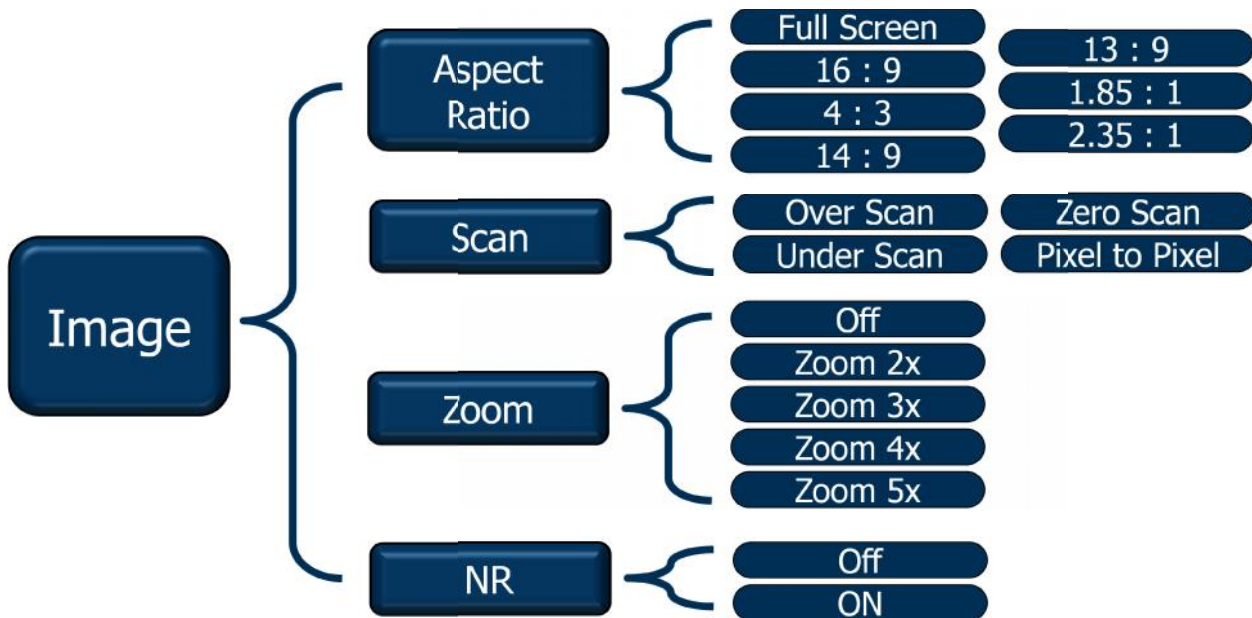 Image
Aspect
Ratio
Full Screen
16 : 9
4 : 3
14 : 9
13 : 9
1.85 : 1
2.35 : 1
Scan
Over Scan
Under Scan
Zero Scan
Pixel to Pixel
Zoom
Off
Zoom 2x
Zoom 3x
Zoom 4x
Zoom 5x
NR
Off
ON